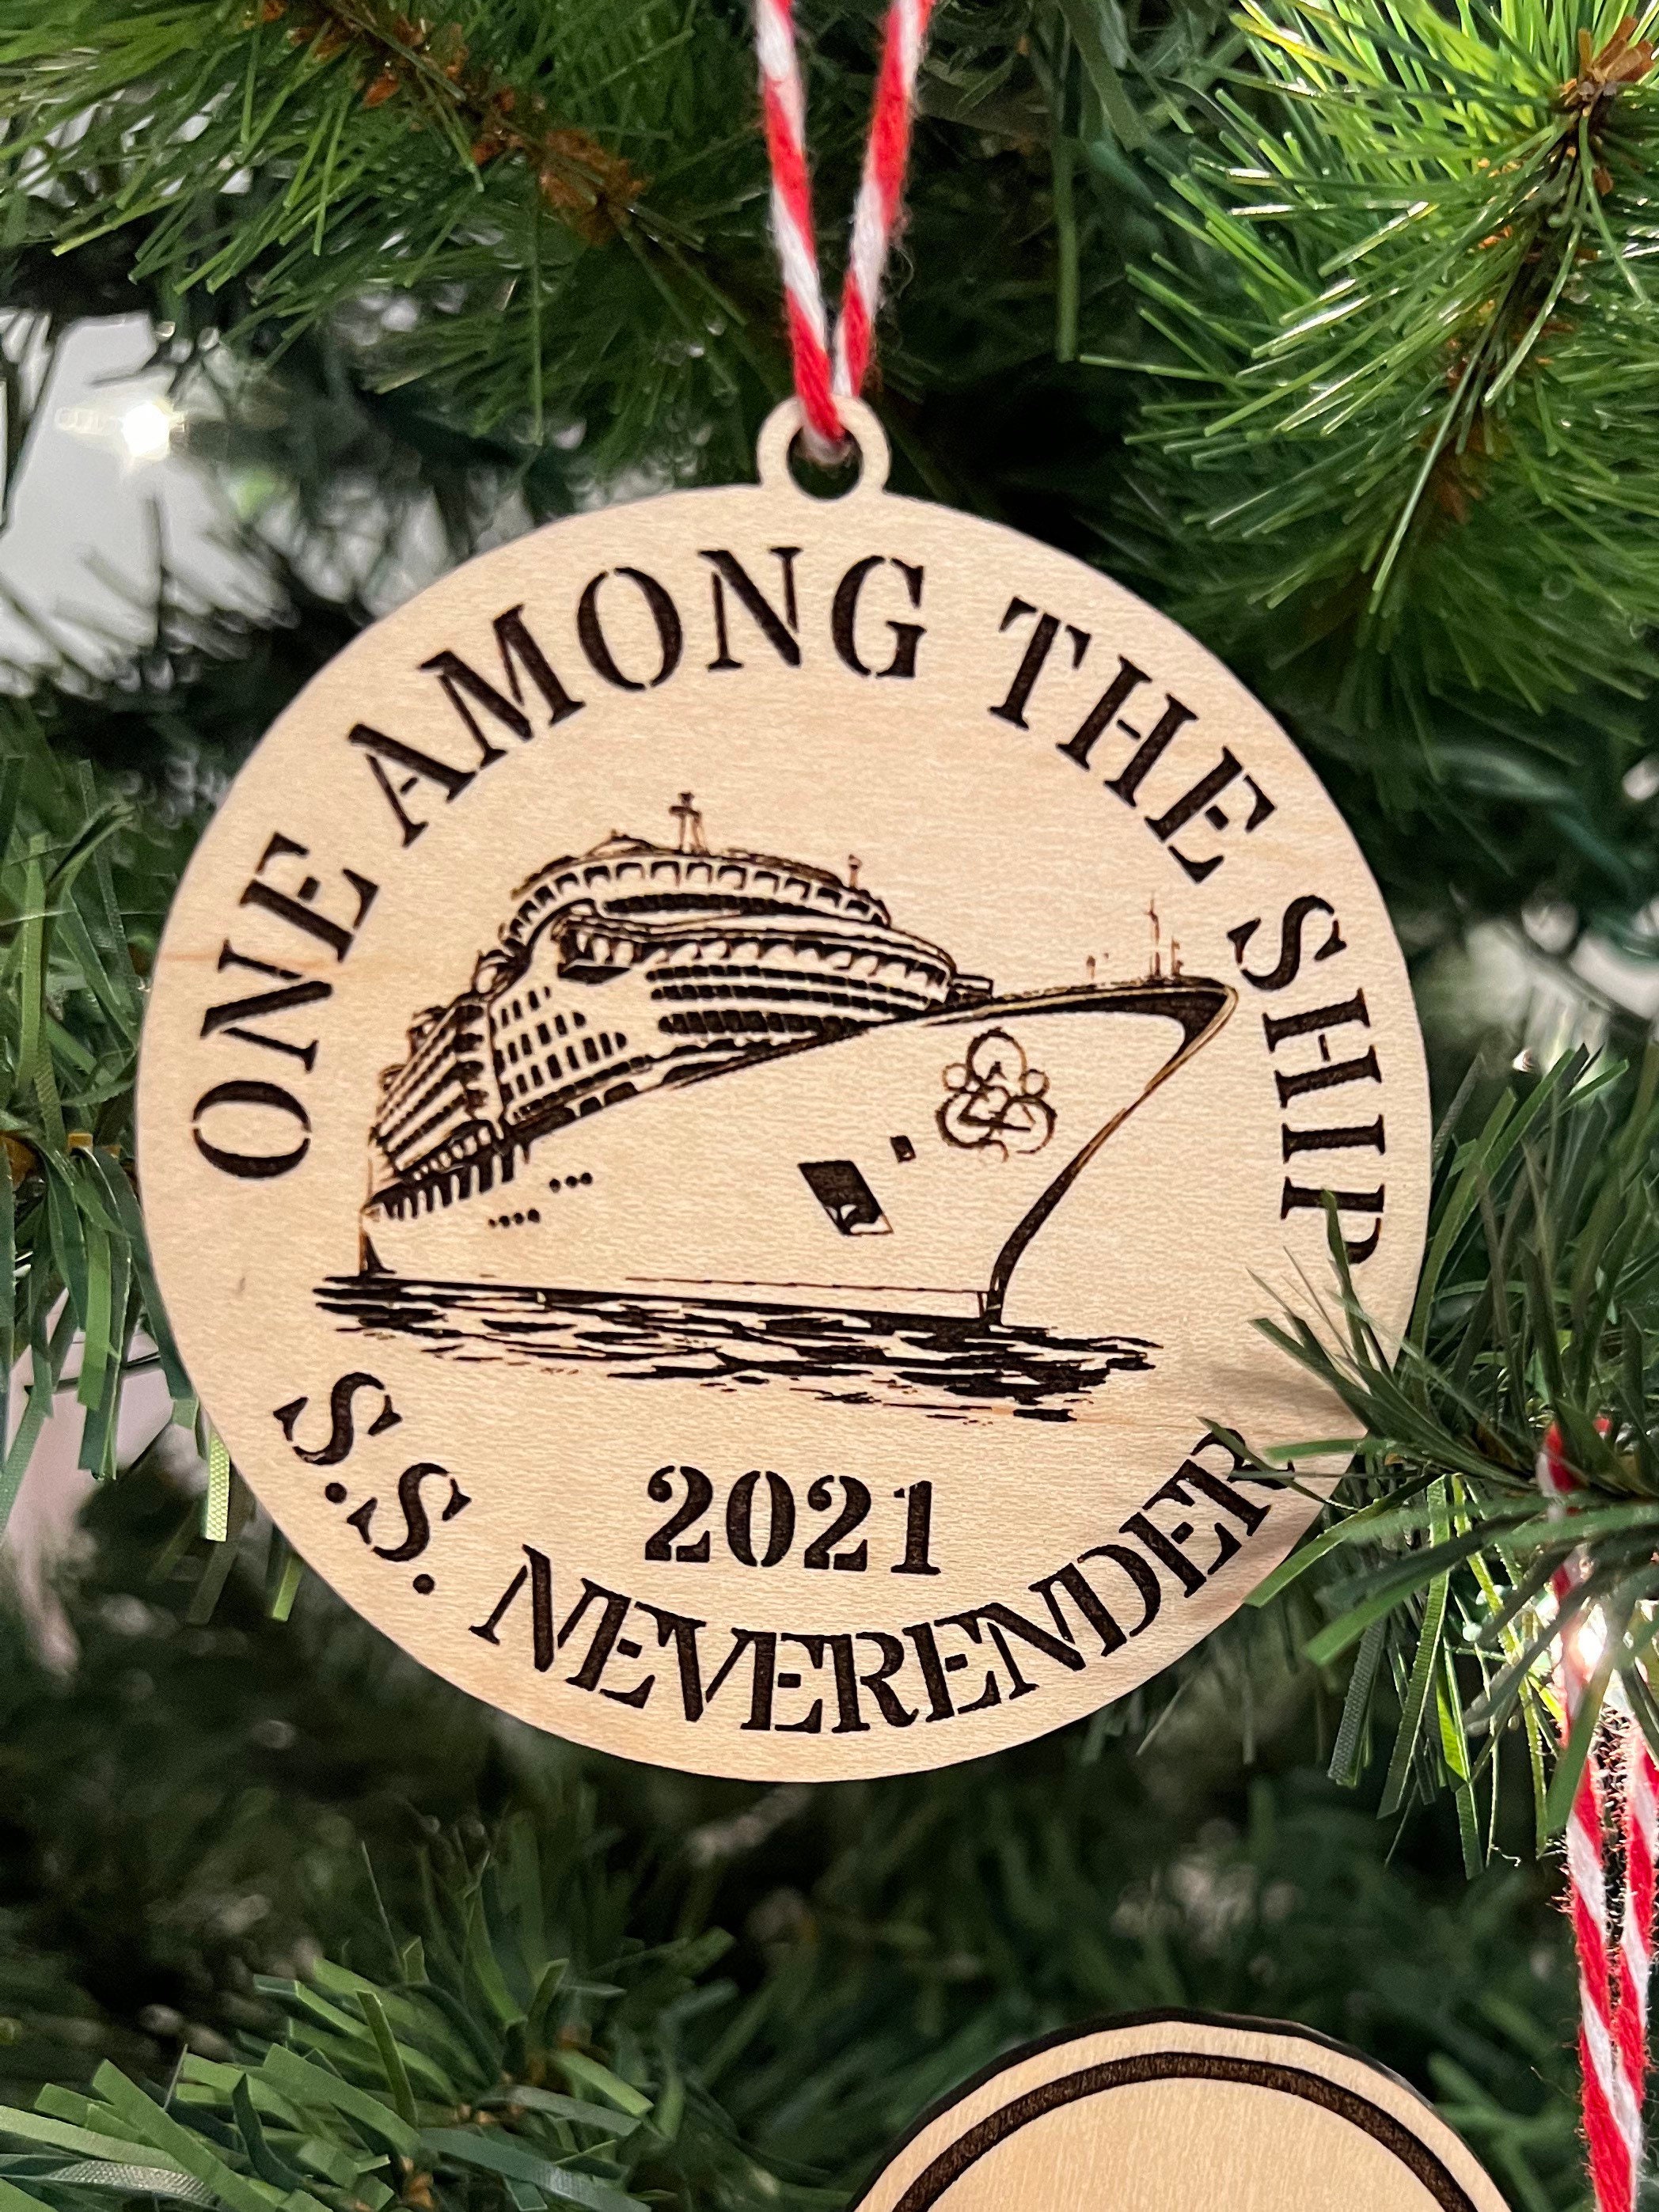 ONE AMONG THE SHIP
2021
S.S. NEVERENDER